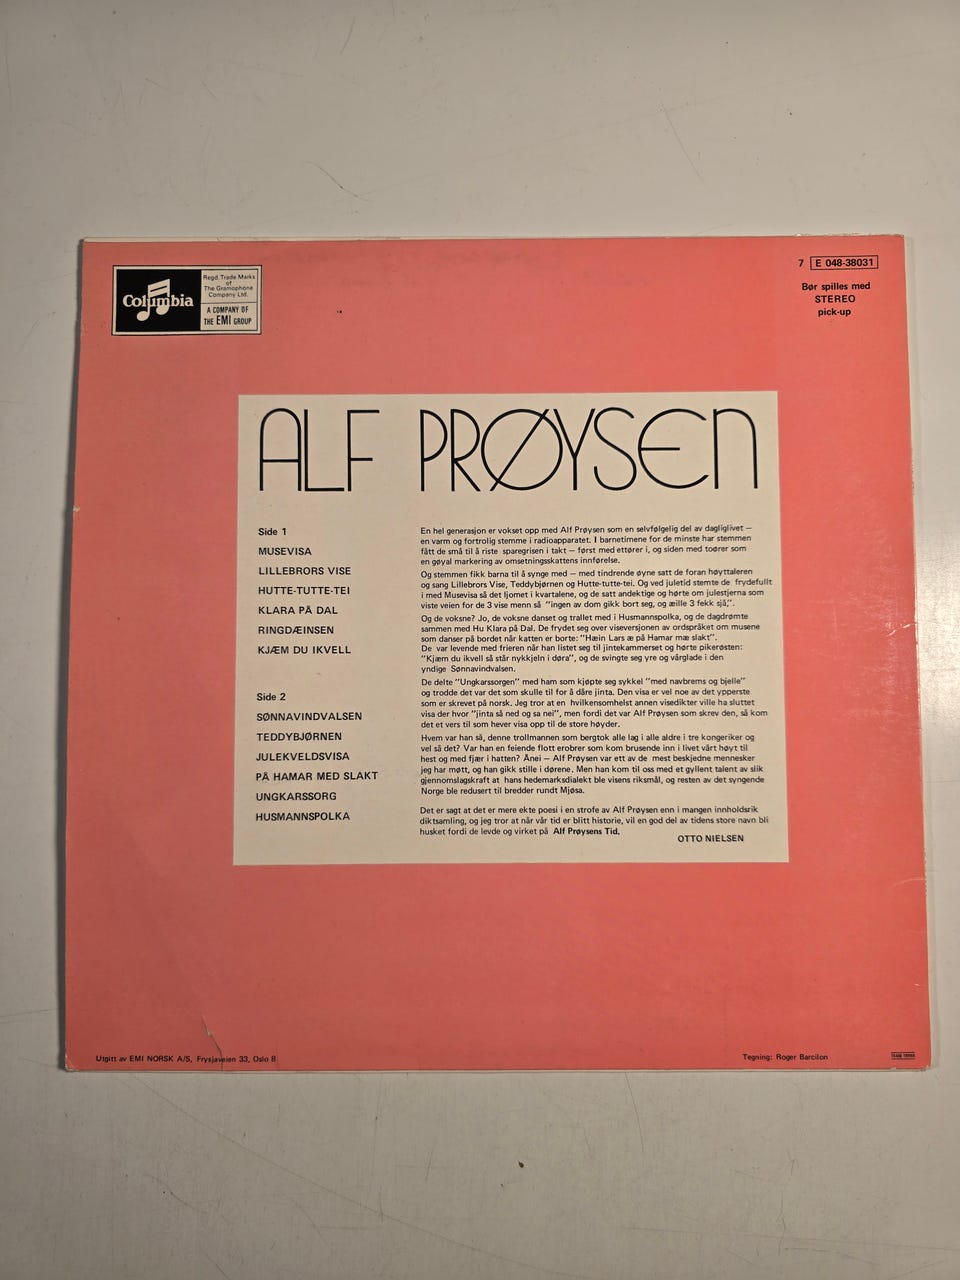 Columbia
Regd. Trade Marks
of
The Gramophone
Company Ltd.
A COMPANY OF
THE EMI GROUP
7 E 048-38031
Bør spilles med
STEREO
pick-up
ALF PRØYSEN
Side 1
MUSEVISA
LILLEBRORS VISE
HUTTE-TUTTE-TEI
KLARA PÅ DAL
RINGDÆINSEN
KJÆM DU IKVELL
Side 2
SØNNAVINDVALSEN
TEDDYBJØRNEN
JULEKVELDSVISA
PÅ HAMAR MED SLAKT
UNGKARSSORG
HUSMANNSPOLKA
En hel generasjon er vokset opp med Alf Prøysen som en selvfølgelig del av dagliglivet —
en varm og fortrolig stemme i radioapparatet. I barnetimene for de minste har stemmen
fått de små til å riste sparegrisen i takt — først med ettører i, og siden med toører som
en gøyal markering av omsetningsskattens innførelse.
Og stemmen fikk barna til å synge med — med tindrende øyne satt de foran høyttaleren
og sang Lillebrors Vise, Teddybjørnen og Hutte-tutte-tei. Og ved juletid stemte de frydefullt
i med Musevisa så det ljomet i kvartalene, og de satt andektige og hørte om julestjerna som
viste veien for de 3 vise menn så "ingen av dom gikk bort seg, og æille 3 fekk sjå,".
Og de voksne? Jo, de voksne danset og trallet med i Husmannspolka, og de dagdrømte
sammen med Hu Klara på Dal. De frydet seg over viseversjonen av ordspråket om musene
som danser på bordet når katten er borte: "Hæin Lars æ på Hamar mæ slakt".
De var levende med frieren når han listet seg til jintekammerset og hørte pikerøsten:
"Kjæm du ikvell så står nykkjeln i døra", og de svingte seg yre og vårglade i den
yndige Sønnavindvalsen.
De delte "Ungkarssorgen" med ham som kjøpte seg sykkel "med navbrems og bjelle"
og trodde det var det som skulle til for å dåre jinta. Den visa er vel noe av det ypperste
som er skrevet på norsk. Jeg tror at en hvilkensomhelst annen visedikter ville ha sluttet
visa der hvor "jinta så ned og sa nei", men fordi det var Alf Prøysen som skrev den, så kom
det et vers til som hever visa opp til de store høyder.
Hvem var han så, denne trollmannen som bergtok alle lag i alle aldre i tre kongeriker og
vel så det? Var han en feiende flott erobrer som kom brusende inn i livet vårt høyt til
hest og med fjær i hatten? Ånei — Alf Prøysen var ett av de mest beskjedne mennesker
jeg har møtt, og han gikk stille i dørene. Men han kom til oss med et gyllent talent av slik
gjennomslagskraft at hans hedemarksdialekt ble visens riksmål, og resten av det syngende
Norge ble redusert til bredder rundt Mjøsa.
Det er sagt at det er mere ekte poesi i en strofe av Alf Prøysen enn i mangen innholdsrik
diktsamling, og jeg tror at når vår tid er blitt historie, vil en god del av tidens store navn bli
husket fordi de levde og virket på Alf Prøysens Tid.
OTTO NIELSEN
Utgitt av EMI NORSK A/S, Frysjaveien 33, Oslo 8
Tegning: Roger Barcilon